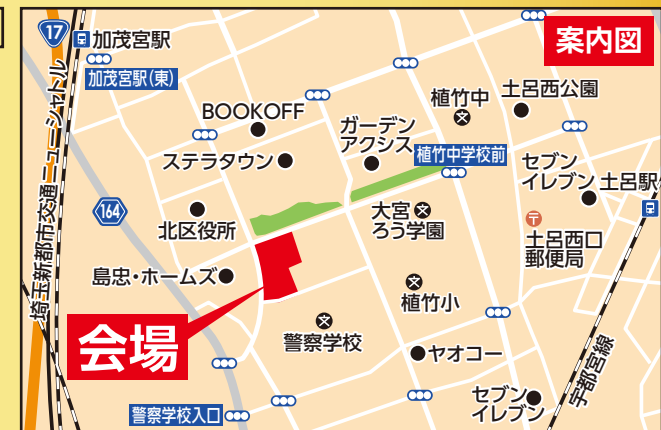 案内図
17
加茂宮駅
加茂宮駅(東)
埼玉新都市交通ニューシャトル
植竹中
土呂西公園
BOOKOFF
ガーデン
アクシス
植竹中学校前
ステラタウン
セブン
イレブン
土呂駅
164
北区役所
大宮
ろう学園
〒
土呂西口
郵便局
島忠・ホームズ
植竹小
会場
警察学校
ヤオコー
宇都宮線
セブン
イレブン
警察学校入口